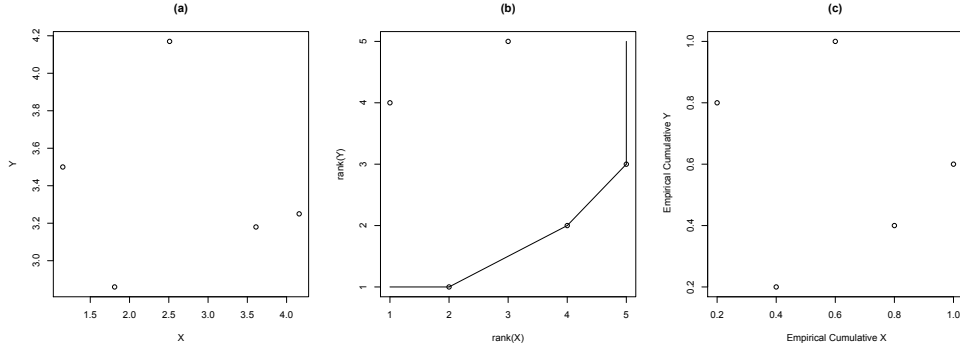 (a)
Y
4.2
4.0
3.8
3.6
3.4
3.2
3.0
1.5 2.0 2.5 3.0 3.5 4.0
X
(b)
rank(Y)
5
4
3
2
1
1 2 3 4 5
rank(X)
(c)
Empirical Cumulative Y
1.0
0.8
0.6
0.4
0.2
0.2 0.4 0.6 0.8 1.0
Empirical Cumulative X